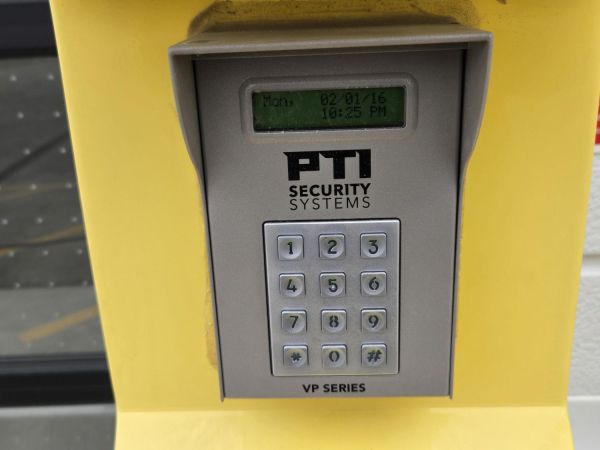 Mon, 02/01/16
10:25 PM
PTI
SECURITY
SYSTEMS
1 2 3
4 5 6
7 8 9
* 0 #
VP SERIES